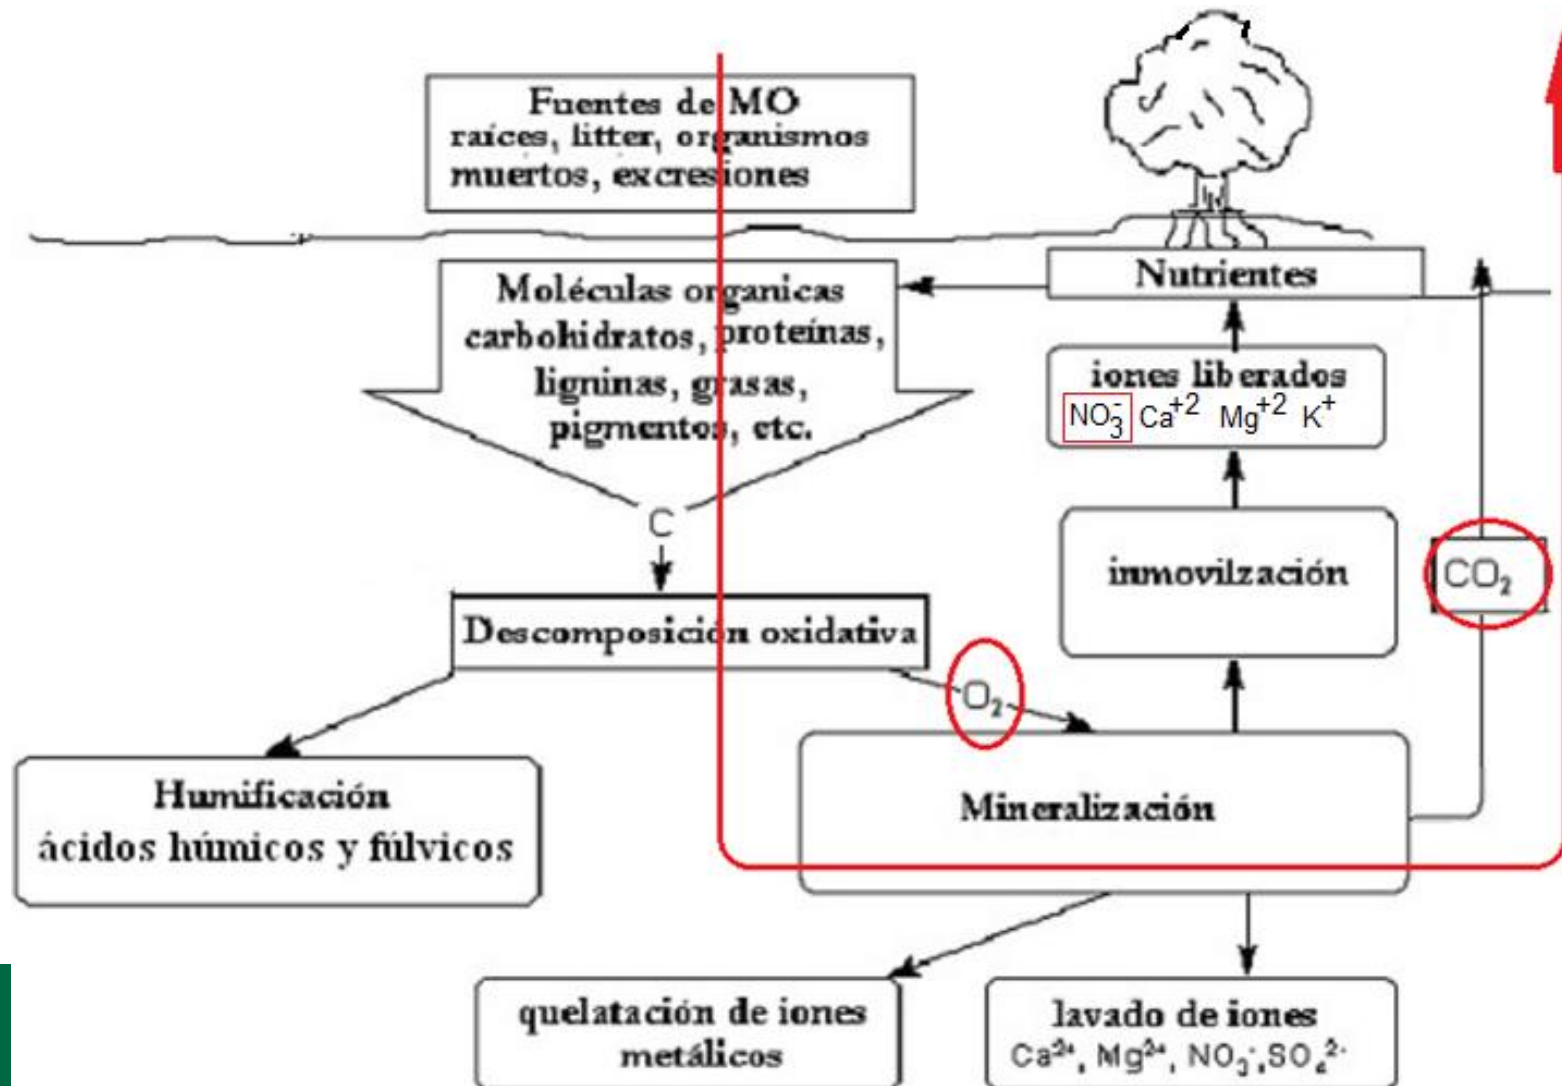 Fuentes de MO
raíces, litter, organismos
muertos, excresiones
Moléculas organicas
carbohidratos, proteínas,
ligninas, grasas,
pigmentos, etc.
C
Descomposición oxidativa
O₂
Humificación
ácidos húmicos y fúlvicos
Mineralización
quelatación de iones
metálicos
lavado de iones
Ca²⁺, Mg²⁺, NO₃⁻,SO₄²⁻
inmovilzación
iones liberados
NO₃⁻ Ca⁺² Mg⁺² K⁺
Nutrientes
CO₂